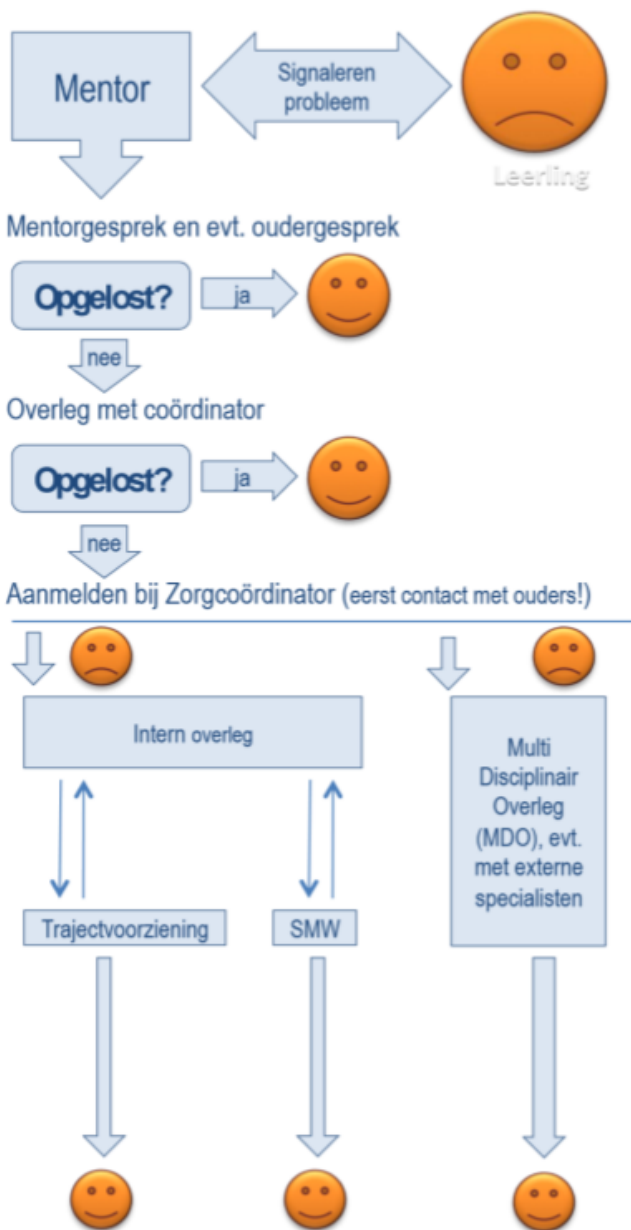 Mentor
Signaleren
probleem
Leerling
Mentorgesprek en evt. oudergesprek
Opgelost?
ja
nee
Overleg met coördinator
Opgelost?
ja
nee
Aanmelden bij Zorgcoördinator (eerst contact met ouders!)
Intern overleg
Multi
Disciplinair
Overleg
(MDO), evt.
met externe
specialisten
Trajectvoorziening
SMW